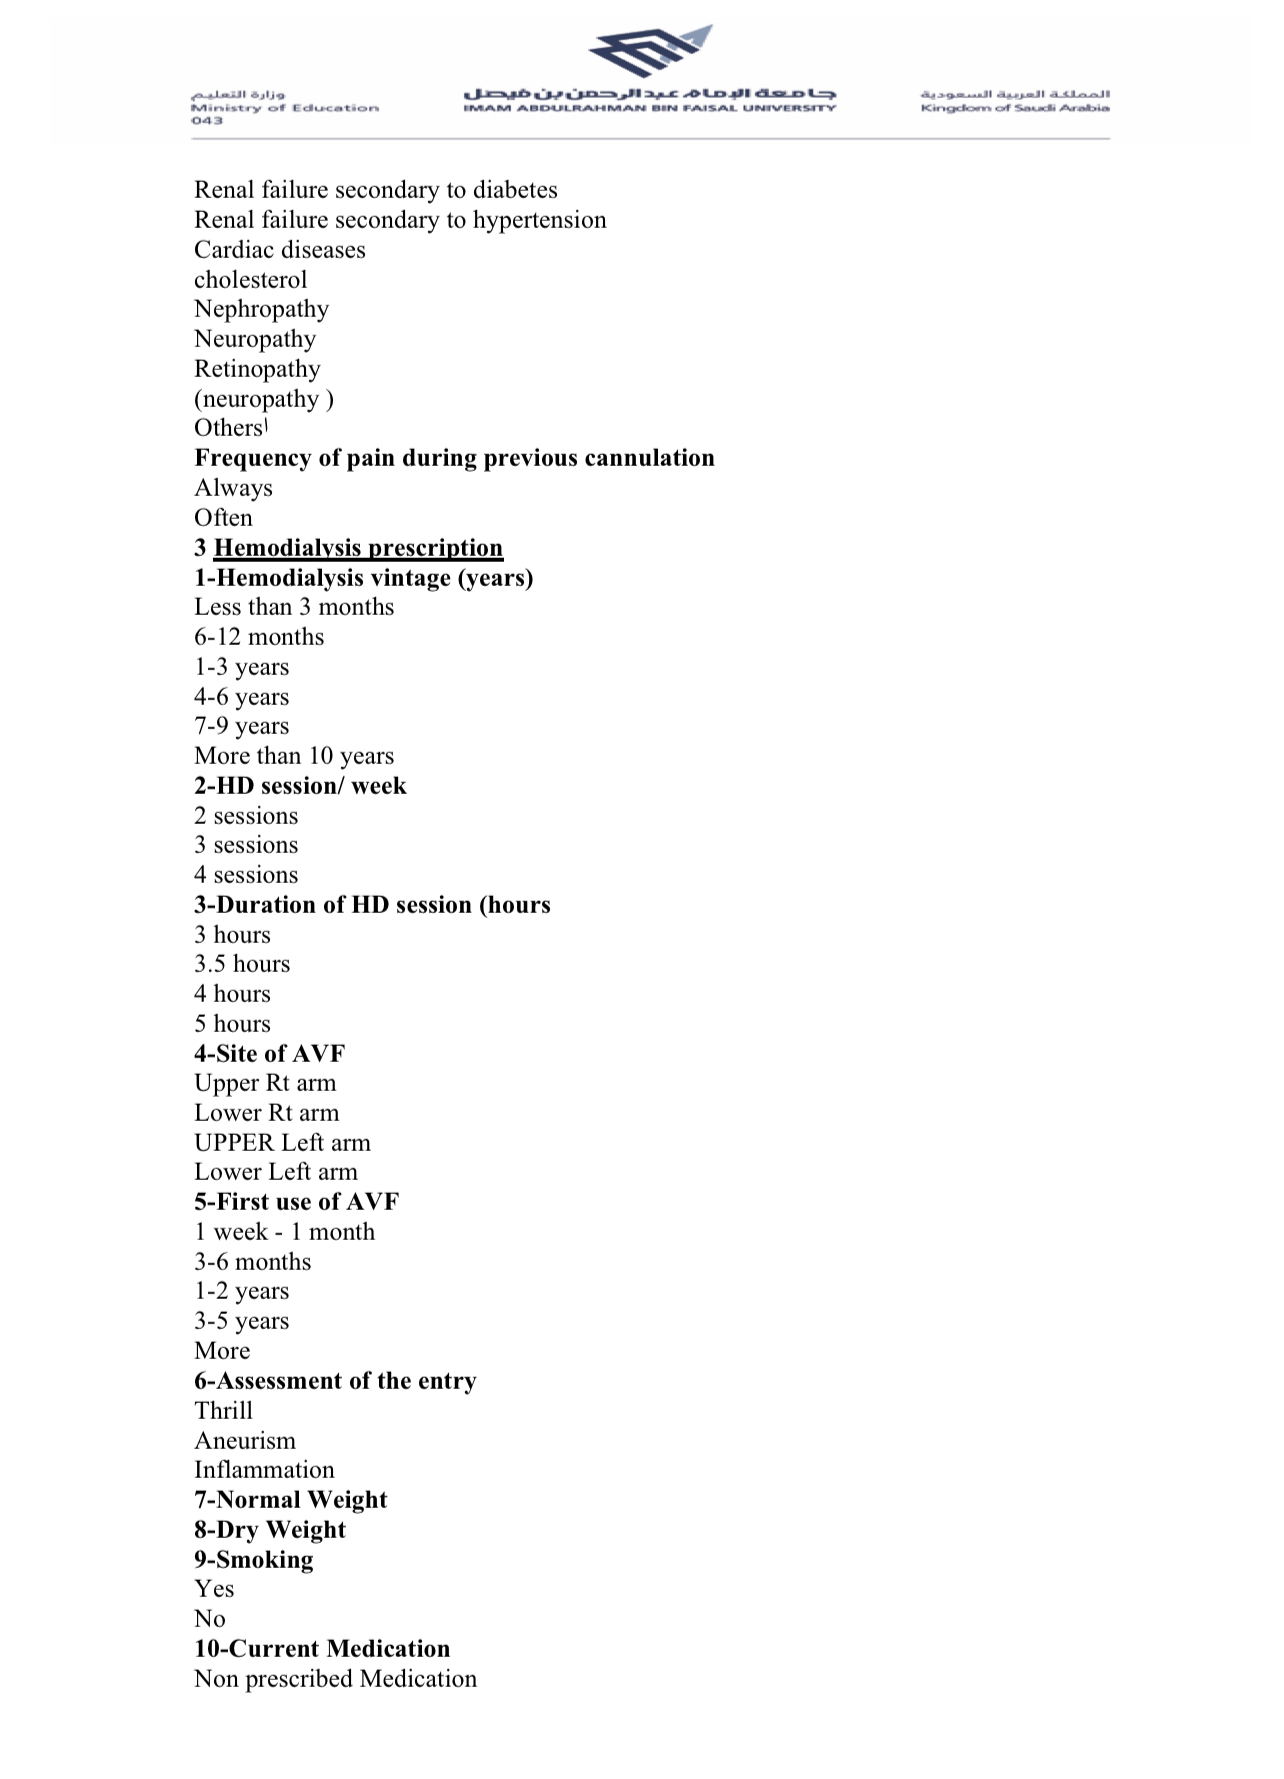 وزارة التعليم
Ministry of Education
043
جامعة الإمام عبد الرحمن بن فيصل
IMAM ABDULRAHMAN BIN FAISAL UNIVERSITY
المملكة العربية السعودية
Kingdom of Saudi Arabia
Renal failure secondary to diabetes
Renal failure secondary to hypertension
Cardiac diseases
cholesterol
Nephropathy
Neuropathy
Retinopathy
(neuropathy )
Others\
Frequency of pain during previous cannulation
Always
Often
3 Hemodialysis prescription
1-Hemodialysis vintage (years)
Less than 3 months
6-12 months
1-3 years
4-6 years
7-9 years
More than 10 years
2-HD session/ week
2 sessions
3 sessions
4 sessions
3-Duration of HD session (hours
3 hours
3.5 hours
4 hours
5 hours
4-Site of AVF
Upper Rt arm
Lower Rt arm
UPPER Left arm
Lower Left arm
5-First use of AVF
1 week - 1 month
3-6 months
1-2 years
3-5 years
More
6-Assessment of the entry
Thrill
Aneurism
Inflammation
7-Normal Weight
8-Dry Weight
9-Smoking
Yes
No
10-Current Medication
Non prescribed Medication